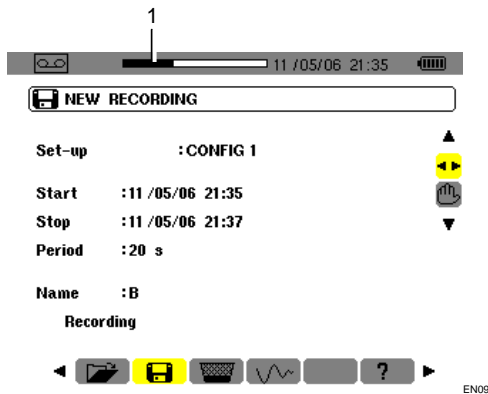 1
11 /05/06 21:35
NEW RECORDING
Set-up :CONFIG 1
Start :11 /05/06 21:35
Stop :11 /05/06 21:37
Period :20 s
Name :B
Recording
?
EN09